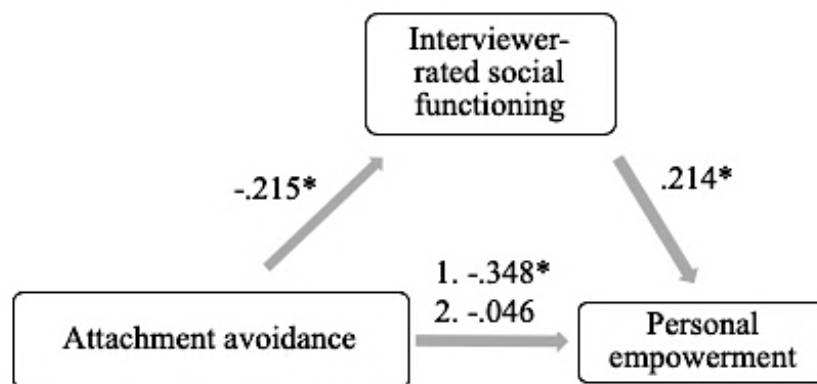 Interviewer-
rated social
functioning
-.215*
.214*
1. -.348*
2. -.046
Attachment avoidance
Personal
empowerment